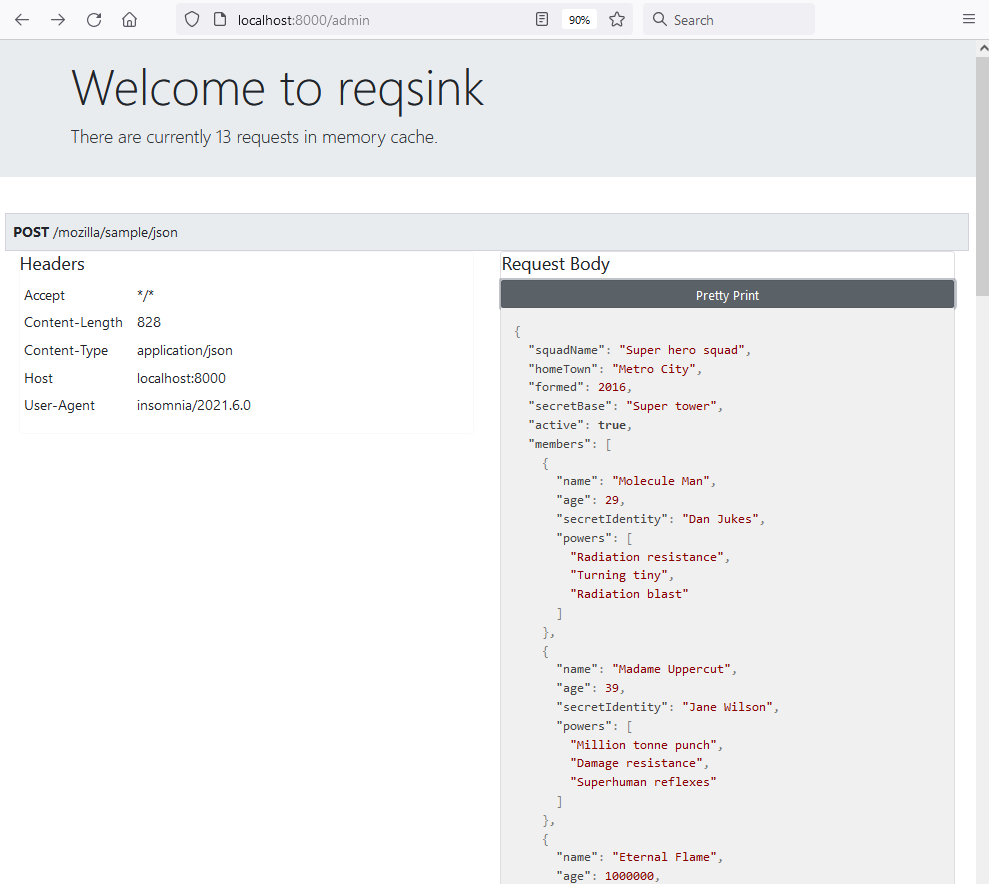 localhost:8000/admin
90%
Search
Welcome to reqsink
There are currently 13 requests in memory cache.
POST /mozilla/sample/json
Headers
Accept */*
Content-Length 828
Content-Type application/json
Host localhost:8000
User-Agent insomnia/2021.6.0
Request Body
Pretty Print
{
  "squadName": "Super hero squad",
  "homeTown": "Metro City",
  "formed": 2016,
  "secretBase": "Super tower",
  "active": true,
  "members": [
    {
      "name": "Molecule Man",
      "age": 29,
      "secretIdentity": "Dan Jukes",
      "powers": [
        "Radiation resistance",
        "Turning tiny",
        "Radiation blast"
      ]
    },
    {
      "name": "Madame Uppercut",
      "age": 39,
      "secretIdentity": "Jane Wilson",
      "powers": [
        "Million tonne punch",
        "Damage resistance",
        "Superhuman reflexes"
      ]
    },
    {
      "name": "Eternal Flame",
      "age": 1000000,